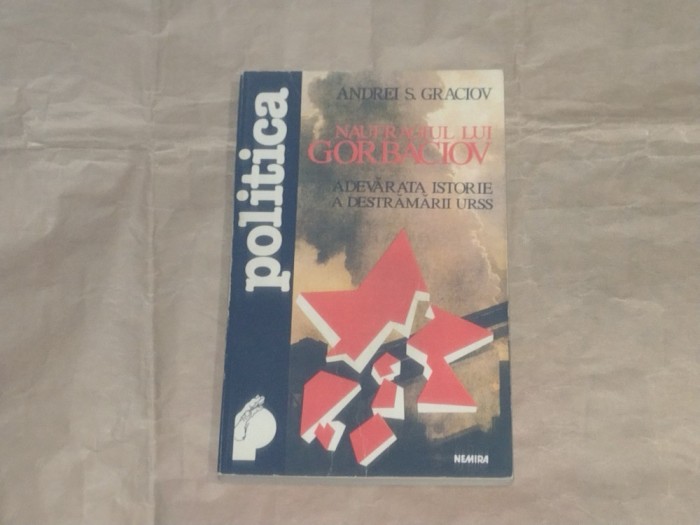 politica
ANDREI S. GRACIOV
NAUFRAGIUL LUI
GORBACIOV
ADEVĂRATA ISTORIE
A DESTRĂMĂRII URSS
NEMIRA